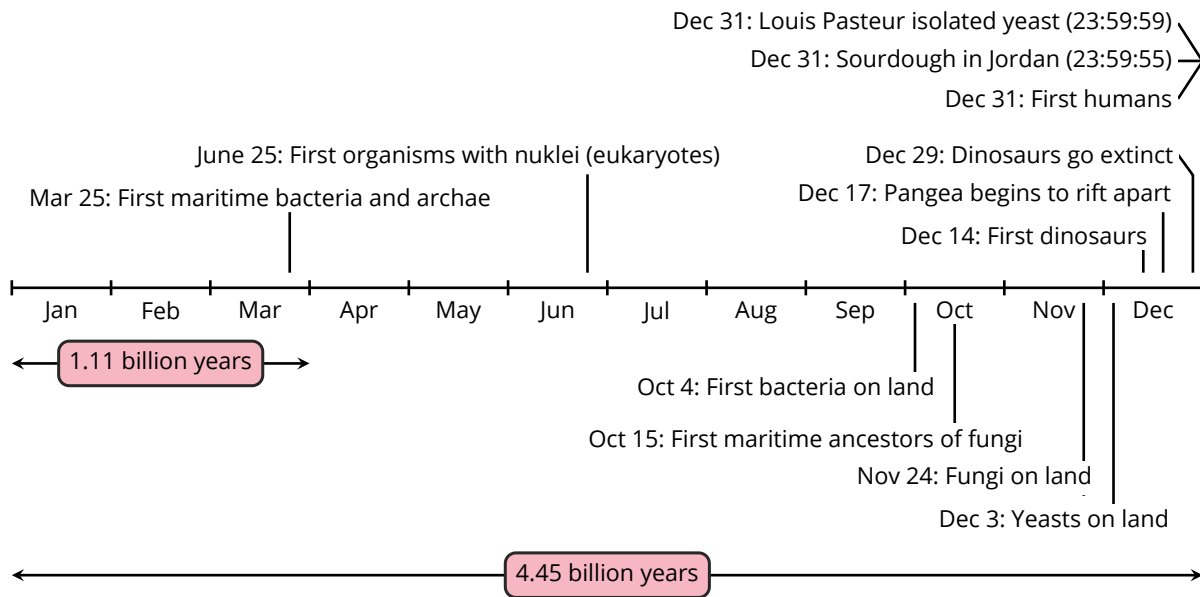 Dec 31: Louis Pasteur isolated yeast (23:59:59)
Dec 31: Sourdough in Jordan (23:59:55)
Dec 31: First humans
June 25: First organisms with nuklei (eukaryotes)
Dec 29: Dinosaurs go extinct
Mar 25: First maritime bacteria and archae
Dec 17: Pangea begins to rift apart
Dec 14: First dinosaurs
Jan Feb Mar Apr May Jun Jul Aug Sep Oct Nov Dec
1.11 billion years
Oct 4: First bacteria on land
Oct 15: First maritime ancestors of fungi
Nov 24: Fungi on land
Dec 3: Yeasts on land
4.45 billion years